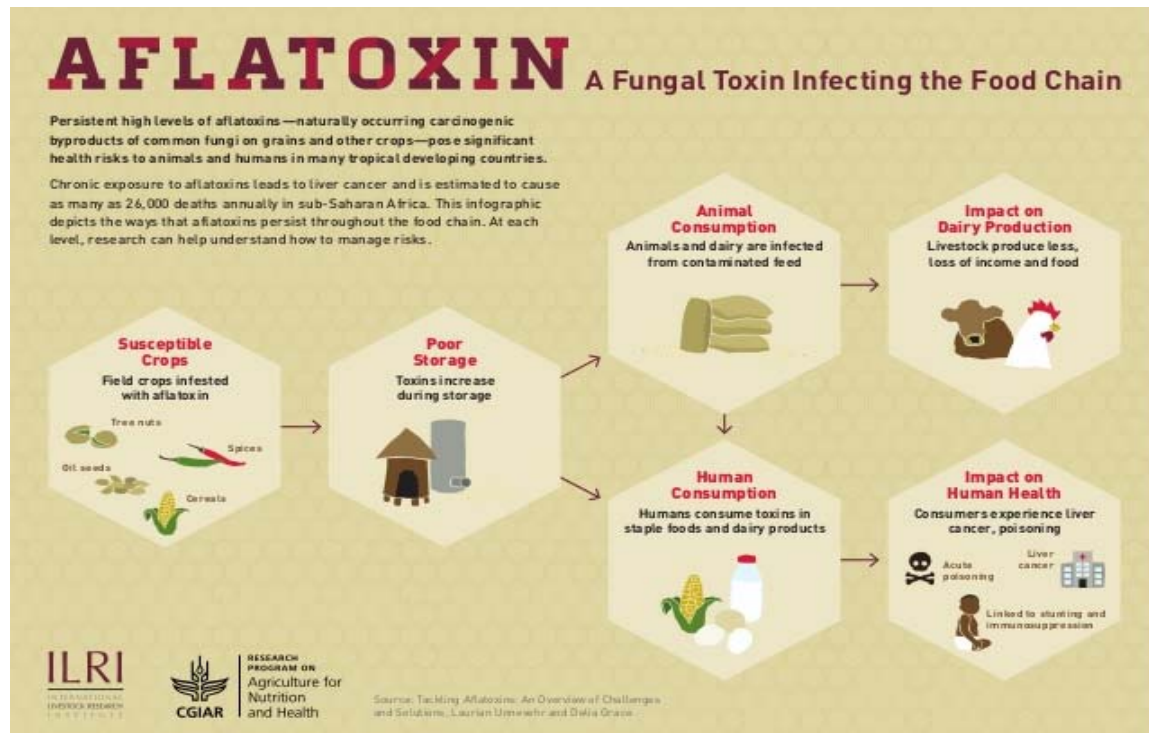 AFLATOXIN A Fungal Toxin Infecting the Food Chain
Persistent high levels of aflatoxins—naturally occurring carcinogenic
byproducts of common fungi on grains and other crops—pose significant
health risks to animals and humans in many tropical developing countries.
Chronic exposure to aflatoxins leads to liver cancer and is estimated to cause
as many as 26,000 deaths annually in sub-Saharan Africa. This infographic
depicts the ways that aflatoxins persist throughout the food chain. At each
level, research can help understand how to manage risks.
Susceptible
Crops
Field crops infested
with aflatoxin
Tree nuts
Spices
Oil seeds
Cereals
Poor
Storage
Toxins increase
during storage
Animal
Consumption
Animals and dairy are infected
from contaminated feed
Impact on
Dairy Production
Livestock produce less,
loss of income and food
Human
Consumption
Humans consume toxins in
staple foods and dairy products
Impact on
Human Health
Consumers experience liver
cancer, poisoning
Acute
poisoning
Liver
cancer
Linked to stunting and
immunosuppression
ILRI
INTERNATIONAL
LIVESTOCK RESEARCH
INSTITUTE
CGIAR
RESEARCH
PROGRAM ON
Agriculture for
Nutrition
and Health
Source: Tackling Aflatoxins: An Overview of Challenges
and Solutions, Laurian Unnevehr and Delia Grace